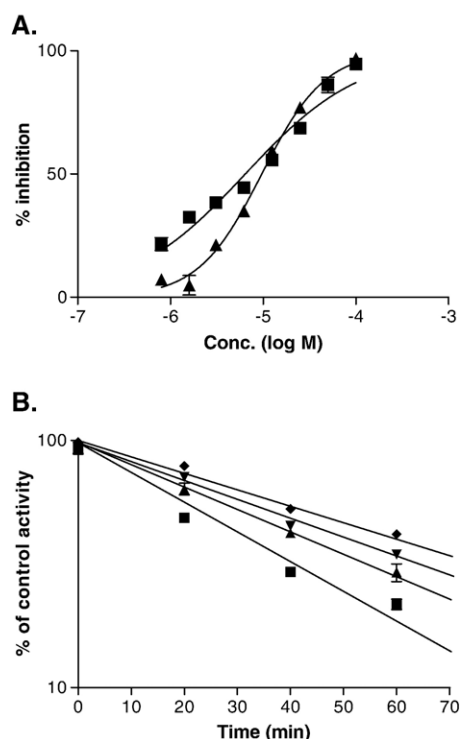 A.
100
50
0
% inhibition
-7 -6 -5 -4 -3
Conc. (log M)
B.
100
10
% of control activity
0 10 20 30 40 50 60 70
Time (min)